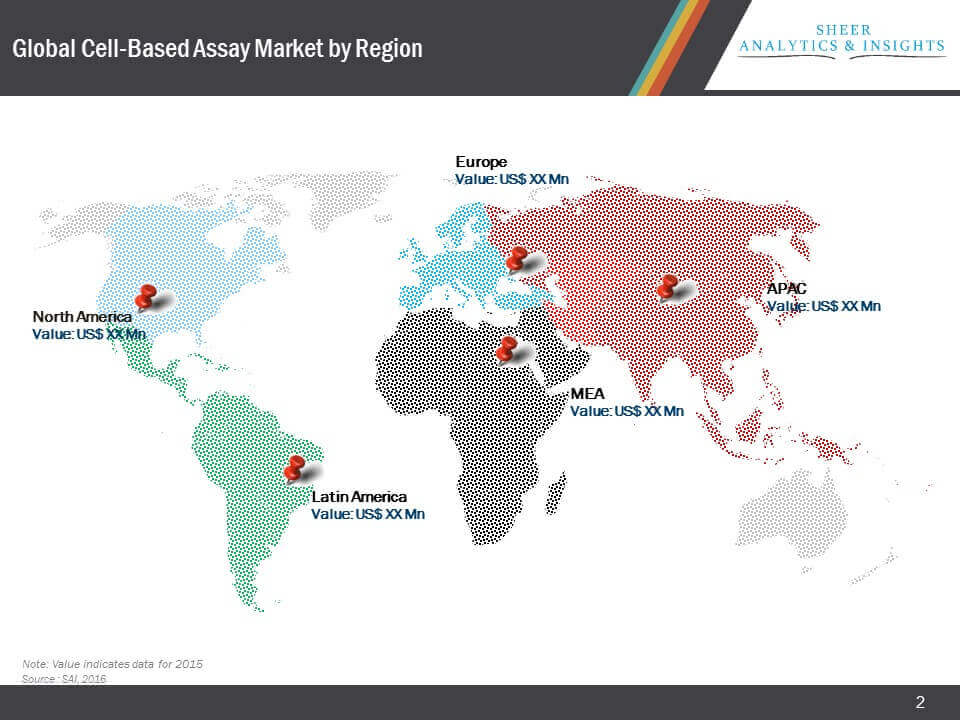 Global Cell-Based Assay Market by Region
SHEER
ANALYTICS & INSIGHTS
Europe
Value: US$ XX Mn
North America
Value: US$ XX Mn
APAC
Value: US$ XX Mn
MEA
Value: US$ XX Mn
Latin America
Value: US$ XX Mn
Note: Value indicates data for 2015
Source : SAI, 2016
2